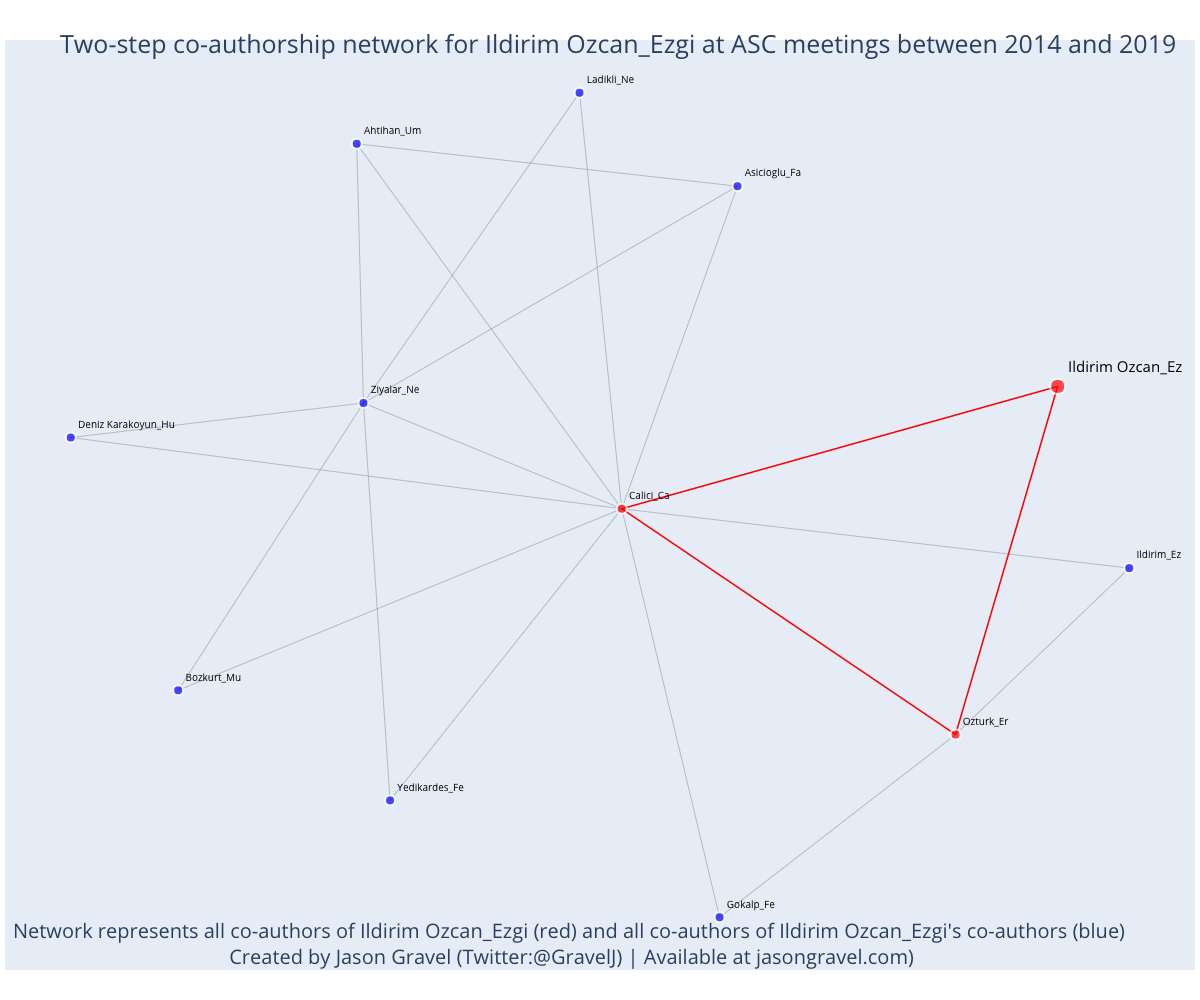 Two-step co-authorship network for Ildirim Ozcan_Ezgi at ASC meetings between 2014 and 2019
Ladikli_Ne
Ahtihan_Um
Asicioglu_Fa
Ildirim Ozcan_Ez
Ziyalar_Ne
Deniz Karakoyun_Hu
Calici_Ca
Ildirim_Ez
Bozkurt_Mu
Ozturk_Er
Yedikardes_Fe
Gokalp_Fe
Network represents all co-authors of Ildirim Ozcan_Ezgi (red) and all co-authors of Ildirim Ozcan_Ezgi's co-authors (blue)
Created by Jason Gravel (Twitter:@GravelJ) | Available at jasongravel.com)